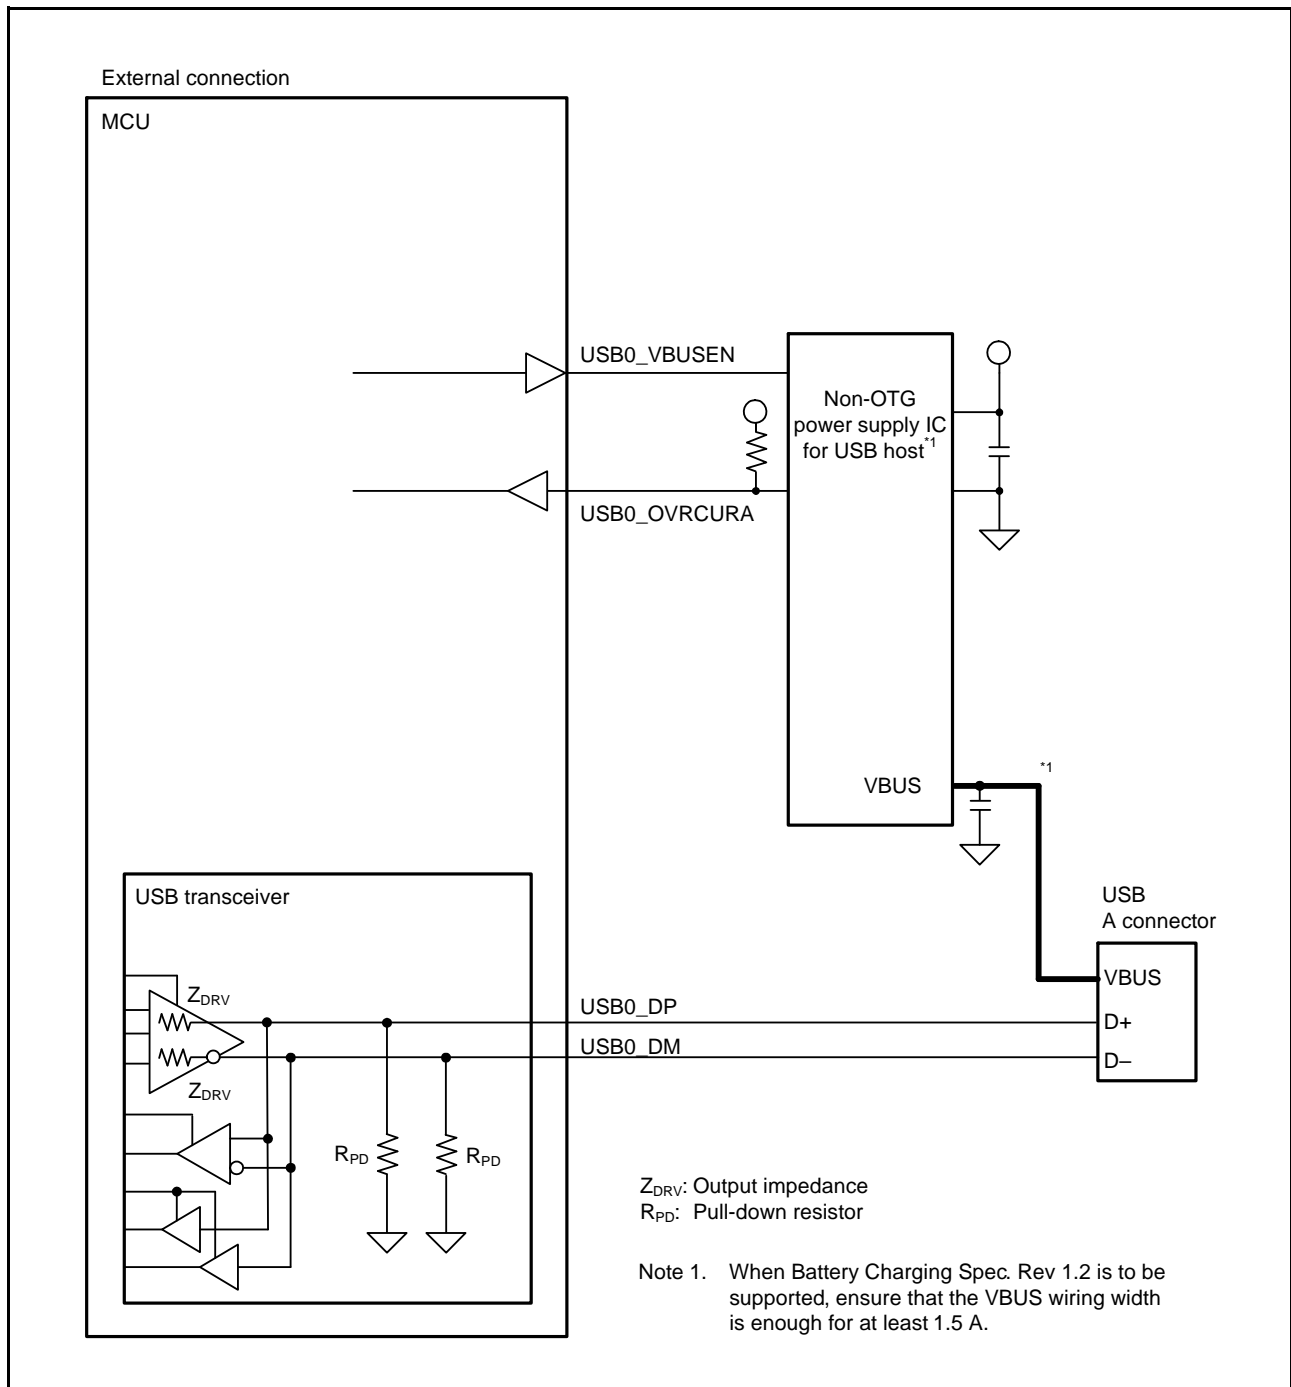 External connection
MCU
USB0_VBUSEN
Non-OTG
power supply IC
for USB host*1
USB0_OVRCURA
VBUS
*1
USB transceiver
USB
A connector
VBUS
ZDRV
USB0_DP
D+
USB0_DM
D–
ZDRV
RPD
RPD
ZDRV: Output impedance
RPD: Pull-down resistor
Note 1. When Battery Charging Spec. Rev 1.2 is to be
supported, ensure that the VBUS wiring width
is enough for at least 1.5 A.